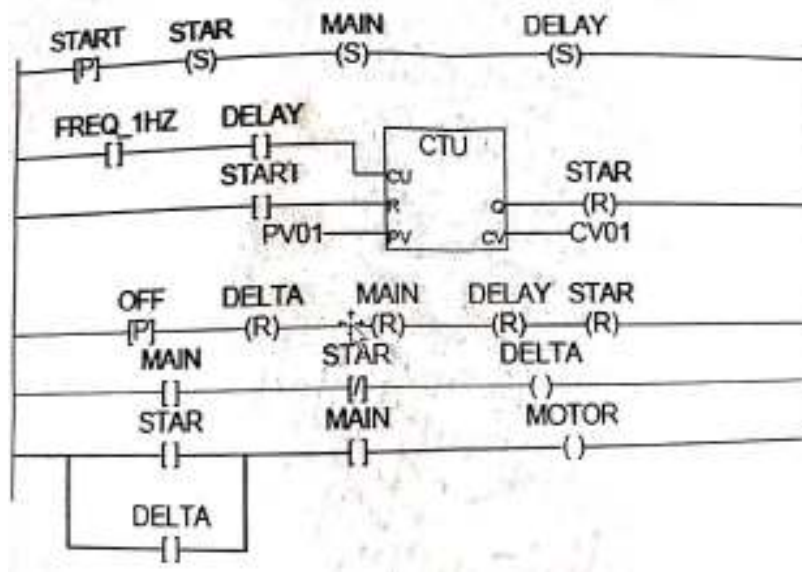 START STAR MAIN DELAY
[P] (S) (S) (S)
FREQ_1HZ DELAY
[ ] [ ] CTU
CU
START STAR
[ ] R Q (R)
PV01 PV CV CV01
OFF DELTA MAIN DELAY STAR
[P] (R) (R) (R) (R)
MAIN STAR DELTA
[ ] [/] ( )
STAR MAIN MOTOR
[ ] [ ] ( )
DELTA
[ ]